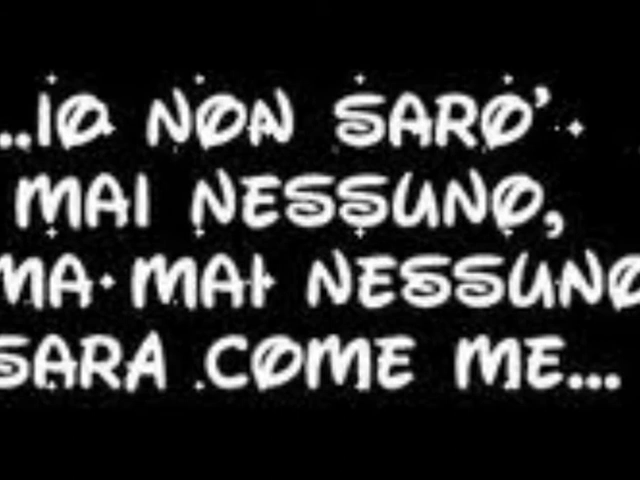 ..IO NON SARO'
MAI NESSUNO,
MA MAI NESSUNO
SARA COME ME...